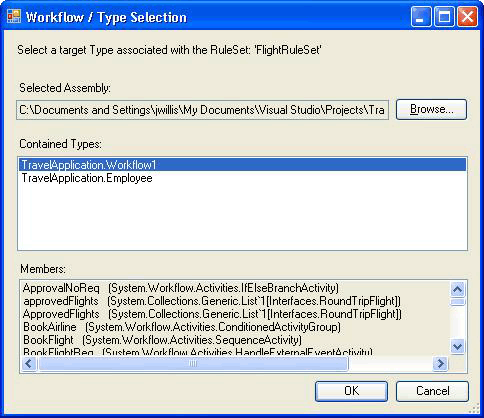 Workflow / Type Selection
Select a target Type associated with the RuleSet: 'FlightRuleSet'
Selected Assembly:
C:\Documents and Settings\jwillis\My Documents\Visual Studio\Projects\Tra
Browse...
Contained Types:
TravelApplication.Workflow1
TravelApplication.Employee
Members:
ApprovalNoReq (System.Workflow.Activities.IfElseBranchActivity)
approvedFlights (System.Collections.Generic.List`1[Interfaces.RoundTripFlight])
ApprovedFlights (System.Collections.Generic.List`1[Interfaces.RoundTripFlight])
BookAirline (System.Workflow.Activities.ConditionedActivityGroup)
BookFlight (System.Workflow.Activities.SequenceActivity)
BookFlightReq (System.Workflow.Activities.HandleExternalEventActivity)
OK Cancel